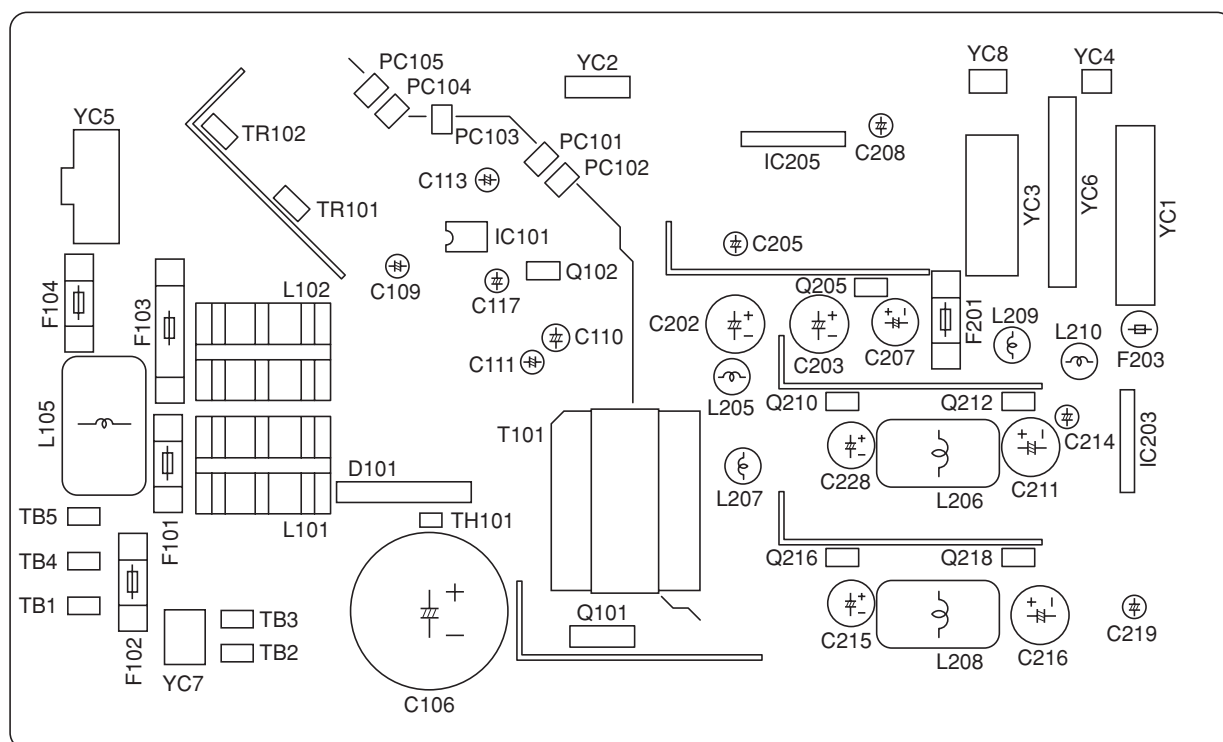 PC105
PC104
PC103
YC2
YC8
YC4
YC5
TR102
PC101
PC102
IC205
C208
C113
TR101
YC3
YC6
YC1
IC101
C205
C109
Q102
C117
Q205
F104
F103
L102
C202
C203
C207
F201
L209
L210
F203
C110
C111
L205
Q210
Q212
L105
T101
C214
IC203
D101
L207
C228
L206
C211
TB5
F101
L101
TH101
TB4
Q216
Q218
TB1
F102
TB3
Q101
C215
L208
C216
C219
TB2
YC7
C106
+
−
+
−
+
−
+
−
+
−
+
−
+
−
+
−